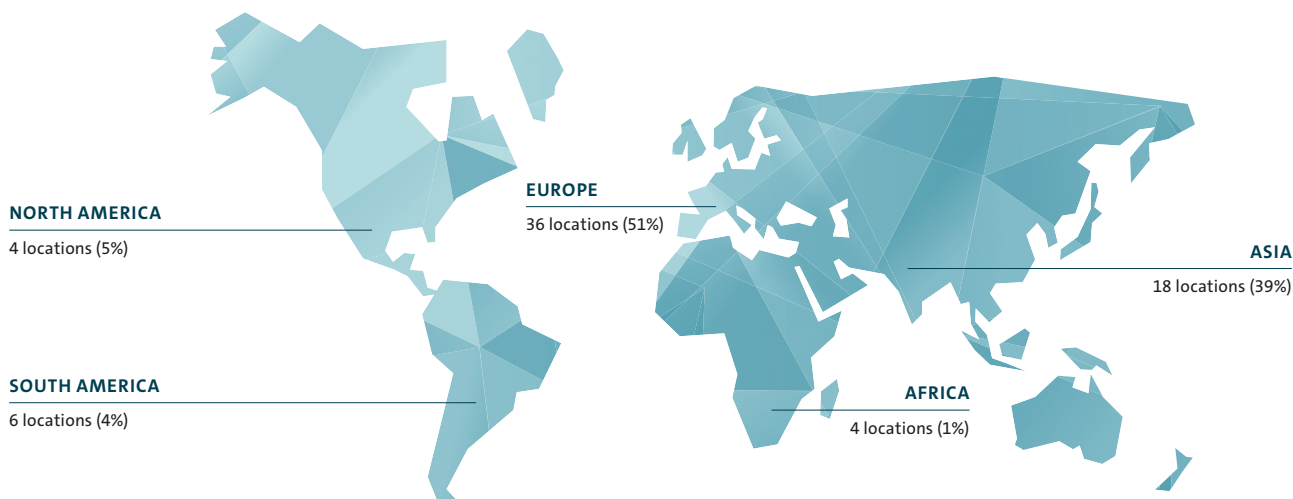 NORTH AMERICA
4 locations (5%)
EUROPE
36 locations (51%)
ASIA
18 locations (39%)
SOUTH AMERICA
6 locations (4%)
AFRICA
4 locations (1%)